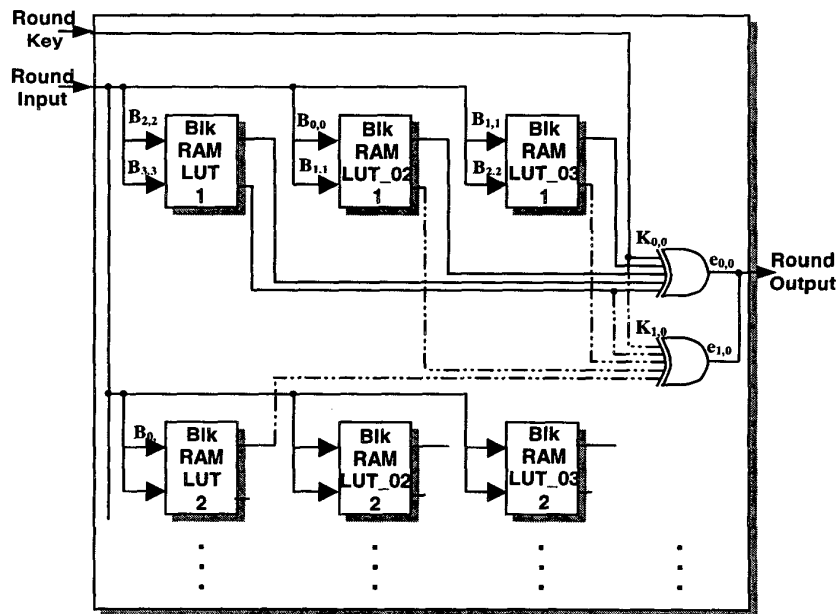 Round
Key
Round
Input
B2,2
B3,3
Blk
RAM
LUT
1
B0,0
B1,1
Blk
RAM
LUT_02
1
B1,1
B2,2
Blk
RAM
LUT_03
1
K0,0
e0,0
Round
Output
K1,0
e1,0
B0,
Blk
RAM
LUT
2
Blk
RAM
LUT_02
2
Blk
RAM
LUT_03
2